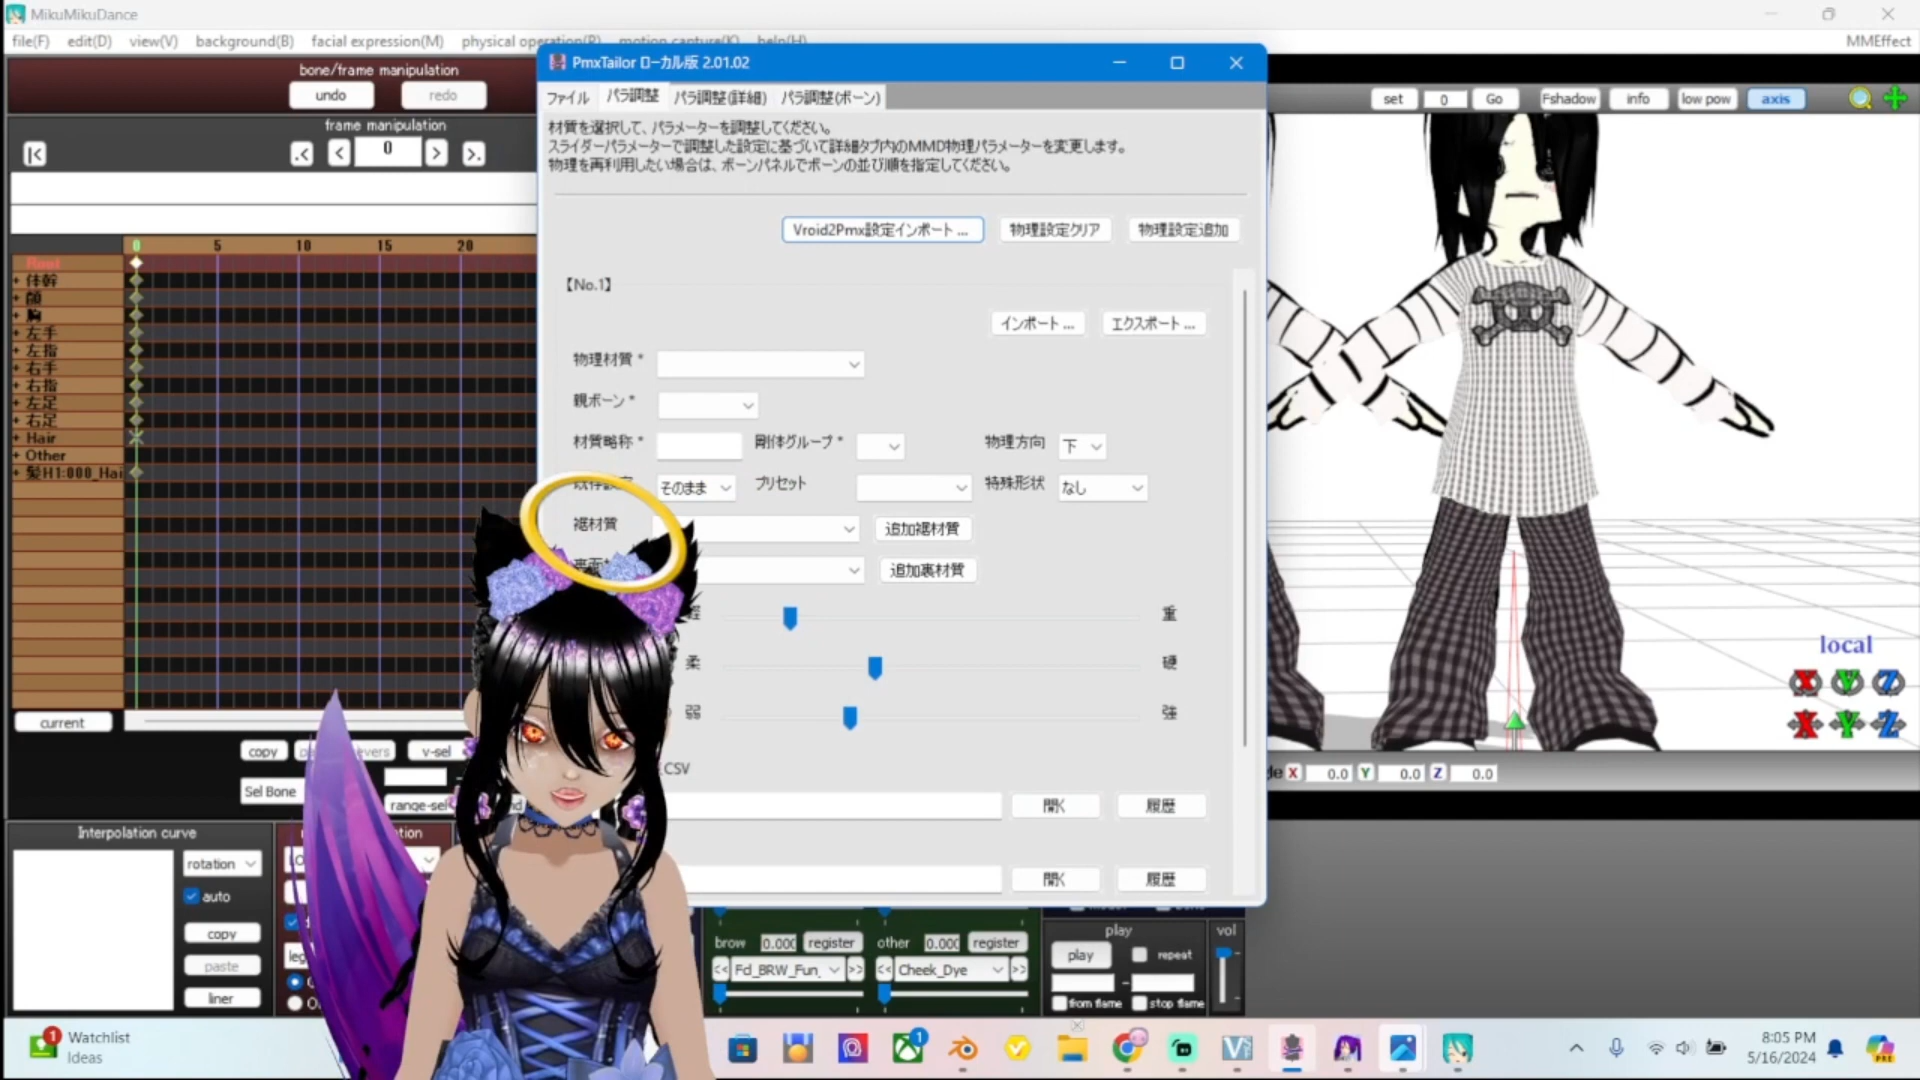 MikuMikuDance
file(F) edit(D) view(V) background(B) facial expression(M) physical operation(P) motion capture(K) help(H)
MMEffect
bone/frame manipulation
undo redo
frame manipulation
0
0 5 10 15 20
Root
体幹
顔
胸
左手
左指
右手
右指
左足
右足
Hair
Other
髪H1:000_Hai
current
copy v-sel
Sel Bone range-sel
Interpolation curve
rotation
auto
copy
paste
liner
PmxTailor ローカル版 2.01.02
ファイル パラ調整 パラ調整(詳細) パラ調整(ボーン)
材質を選択して、パラメーターを調整してください。
スライダーパラメーターで調整した設定に基づいて詳細タブ内のMMD物理パラメーターを変更します。
物理を再利用したい場合は、ボーンパネルでボーンの並び順を指定してください。
Vroid2Pmx設定インポート ... 物理設定クリア 物理設定追加
【No.1】
インポート ... エクスポート ...
物理材質 *
親ボーン *
材質略称 * 剛体グループ * 物理方向 下
既存設定 そのまま プリセット 特殊形状 なし
裾材質 追加裾材質
追加裏材質
軽 重
柔 硬
弱 強
CSV
開く 履歴
開く 履歴
set 0 Go Fshadow info low pow axis
local
X Y Z
X Y Z
X 0.0 Y 0.0 Z 0.0
brow 0.000 register other 0.000 register
<< Fcl_BRW_Fun_ >> << Cheek_Dye >>
play vol
play repeat
from flame stop flame
1
Watchlist
Ideas
1
8:05 PM
5/16/2024
PRE